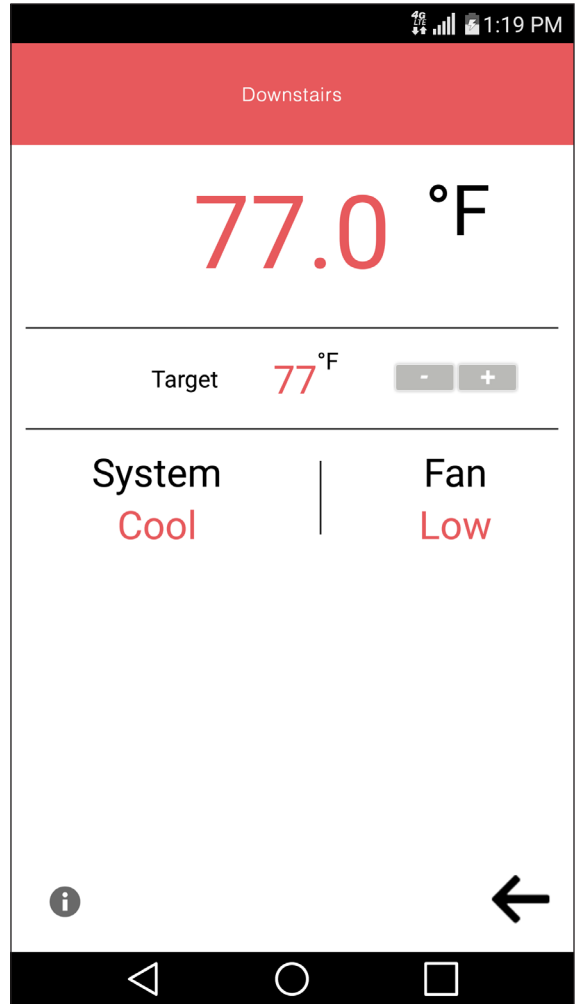 4G LTE 1:19 PM
Downstairs
77.0 °F
Target 77 °F - +
System Fan
Cool Low
i